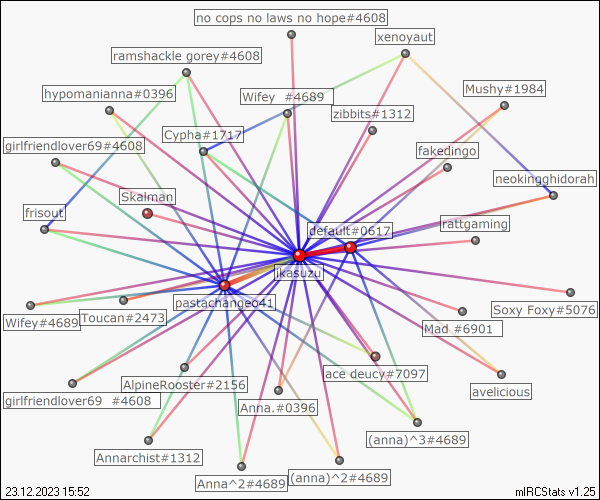 no cops no laws no hope#4608
xenoyaut
ramshackle gorey#4608
hypomanianna#0396
Wifey  #4689
Mushy#1984
zibbits#1312
Cypha#1717
girlfriendlover69#4608
fakedingo
neokingghidorah
Skalman
frisout
default#0617
rattgaming
jkasuzu
pastachangeo41
Soxy Foxy#5076
Wifey#4689
Toucan#2473
Mad #6901
ace deucy#7097
AlpineRooster#2156
avelicious
girlfriendlover69  #4608
Anna.#0396
(anna)^3#4689
Annarchist#1312
(anna)^2#4689
Anna^2#4689
23.12.2023 15:52
mIRCStats v1.25